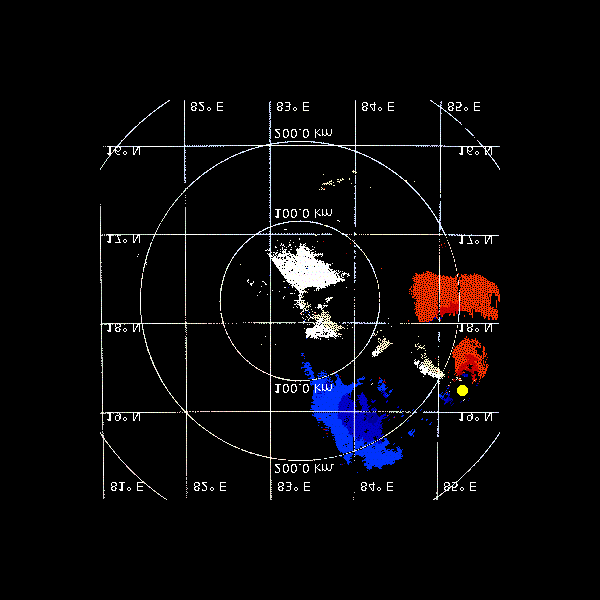 82° E 83° E 84° E 85° E
200.0 km
16° N 16° N
100.0 km
17° N 17° N
18° N 18° N
100.0 km
19° N 19° N
200.0 km
81° E 82° E 83° E 84° E 85° E